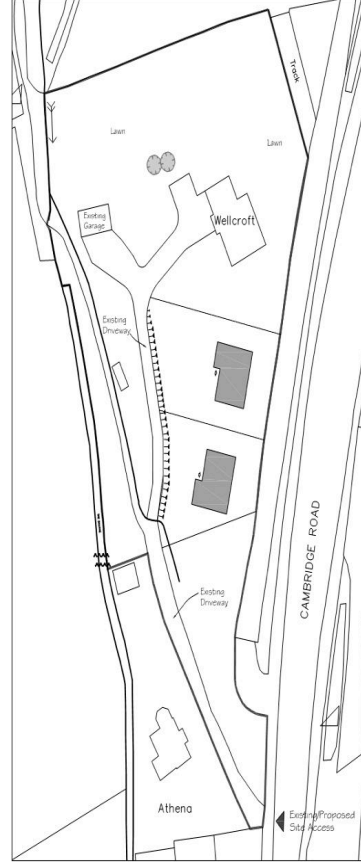 Track
Lawn
Lawn
Existing
Garage
Wellcroft
Existing
Driveway
CAMBRIDGE ROAD
Existing
Driveway
Athena
Existing/Proposed
Site Access